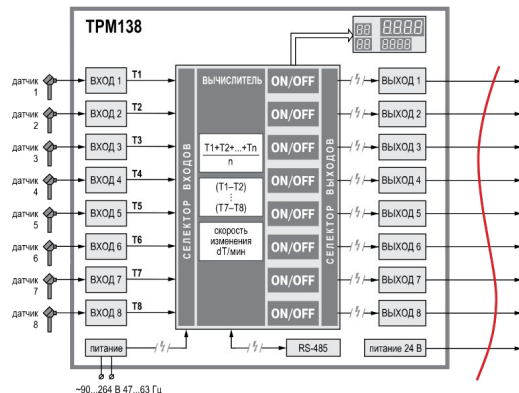 ТРМ138
88 8888
88 8888
датчик 1 ВХОД 1 T1 ON/OFF ВЫХОД 1
датчик 2 ВХОД 2 T2 ON/OFF ВЫХОД 2
датчик 3 ВХОД 3 T3 ON/OFF ВЫХОД 3
датчик 4 ВХОД 4 T4 ON/OFF ВЫХОД 4
датчик 5 ВХОД 5 T5 ON/OFF ВЫХОД 5
датчик 6 ВХОД 6 T6 ON/OFF ВЫХОД 6
датчик 7 ВХОД 7 T7 ON/OFF ВЫХОД 7
датчик 8 ВХОД 8 T8 ON/OFF ВЫХОД 8
СЕЛЕКТОР ВХОДОВ
ВЫЧИСЛИТЕЛЬ
T1+T2+...+Tn
n
(T1–T2)
⋮
(T7–T8)
скорость
изменения
dT/мин
СЕЛЕКТОР ВЫХОДОВ
питание
RS-485
питание 24 В
~90...264 В 47...63 Гц